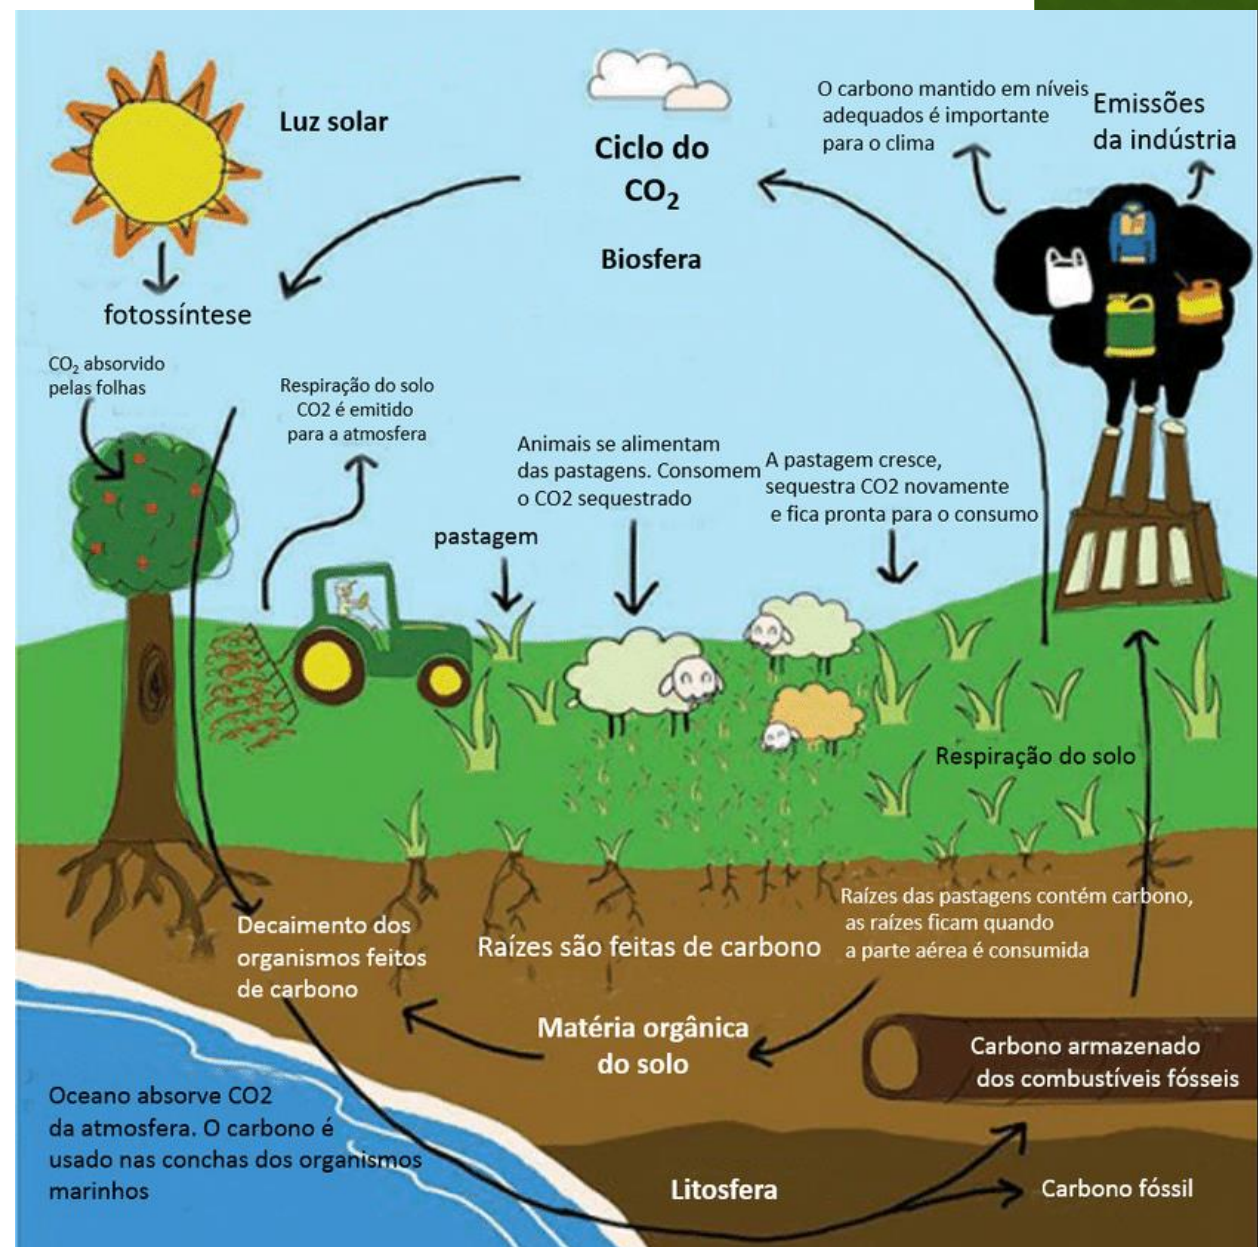 Luz solar
Ciclo do
CO₂
Biosfera
O carbono mantido em níveis
adequados é importante
para o clima
Emissões
da indústria
fotossíntese
CO₂ absorvido
pelas folhas
Respiração do solo
CO2 é emitido
para a atmosfera
pastagem
Animais se alimentam
das pastagens. Consomem
o CO2 sequestrado
A pastagem cresce,
sequestra CO2 novamente
e fica pronta para o consumo
Respiração do solo
Decaimento dos
organismos feitos
de carbono
Raízes são feitas de carbono
Raízes das pastagens contém carbono,
as raízes ficam quando
a parte aérea é consumida
Matéria orgânica
do solo
Carbono armazenado
dos combustíveis fósseis
Oceano absorve CO2
da atmosfera. O carbono é
usado nas conchas dos organismos
marinhos
Litosfera
Carbono fóssil